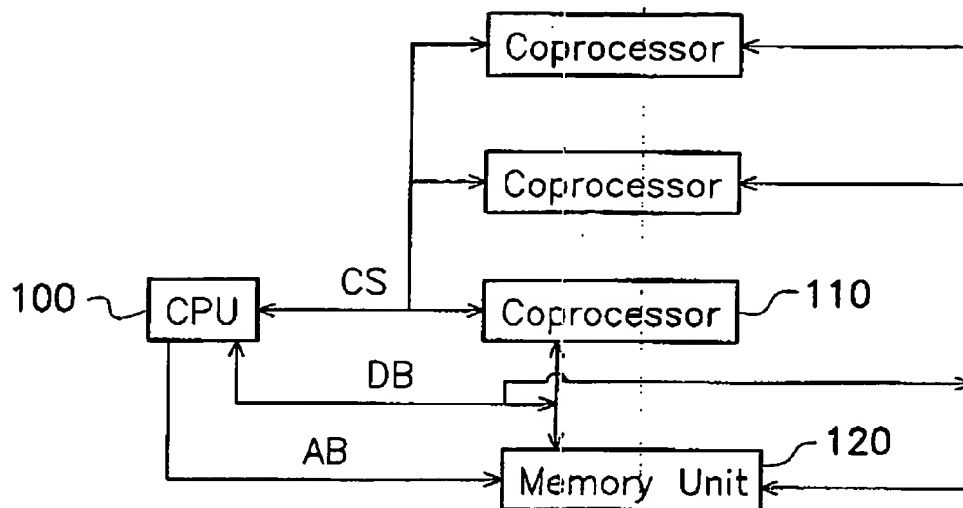 Coprocessor
Coprocessor
CS
100
CPU
Coprocessor
110
DB
AB
120
Memory Unit